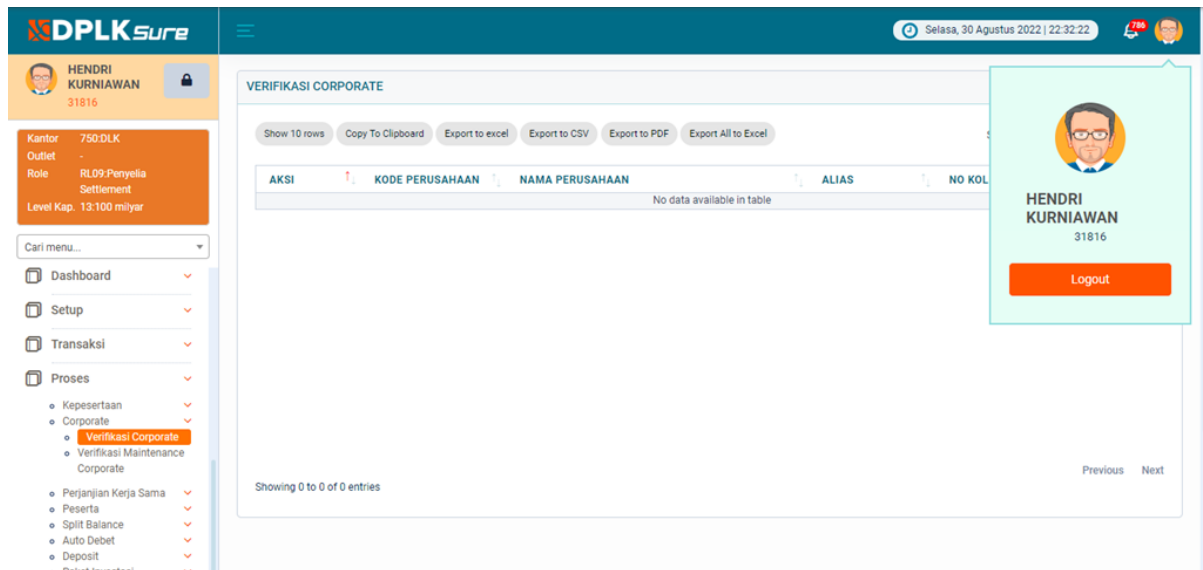 DPLKSure
Selasa, 30 Agustus 2022 | 22:32:22
786
HENDRI
KURNIAWAN
31816
Kantor 750:DLK
Outlet -
Role RL09:Penyelia
Settlement
Level Kap. 13:100 milyar
Cari menu...
Dashboard
Setup
Transaksi
Proses
Kepesertaan
Corporate
Verifikasi Corporate
Verifikasi Maintenance
Corporate
Perjanjian Kerja Sama
Peserta
Split Balance
Auto Debet
Deposit
VERIFIKASI CORPORATE
Show 10 rows Copy To Clipboard Export to excel Export to CSV Export to PDF Export All to Excel
AKSI KODE PERUSAHAAN NAMA PERUSAHAAN ALIAS NO KOL
No data available in table
Showing 0 to 0 of 0 entries
Previous Next
HENDRI
KURNIAWAN
31816
Logout